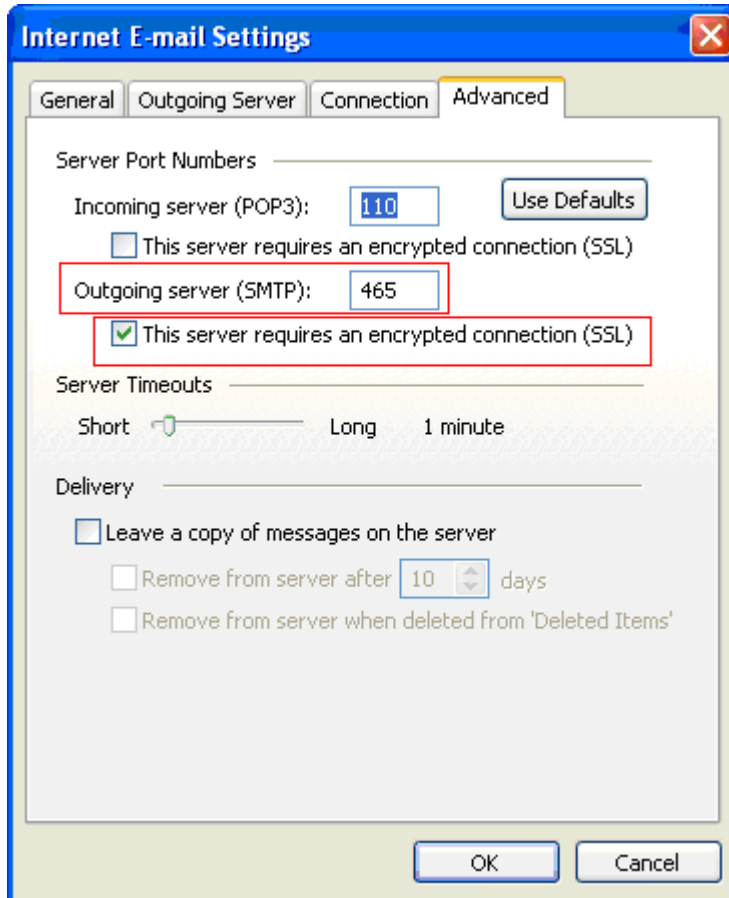 Internet E-mail Settings
General Outgoing Server Connection Advanced
Server Port Numbers
Incoming server (POP3): 110 Use Defaults
This server requires an encrypted connection (SSL)
Outgoing server (SMTP): 465
This server requires an encrypted connection (SSL)
Server Timeouts
Short Long 1 minute
Delivery
Leave a copy of messages on the server
Remove from server after 10 days
Remove from server when deleted from 'Deleted Items'
OK Cancel